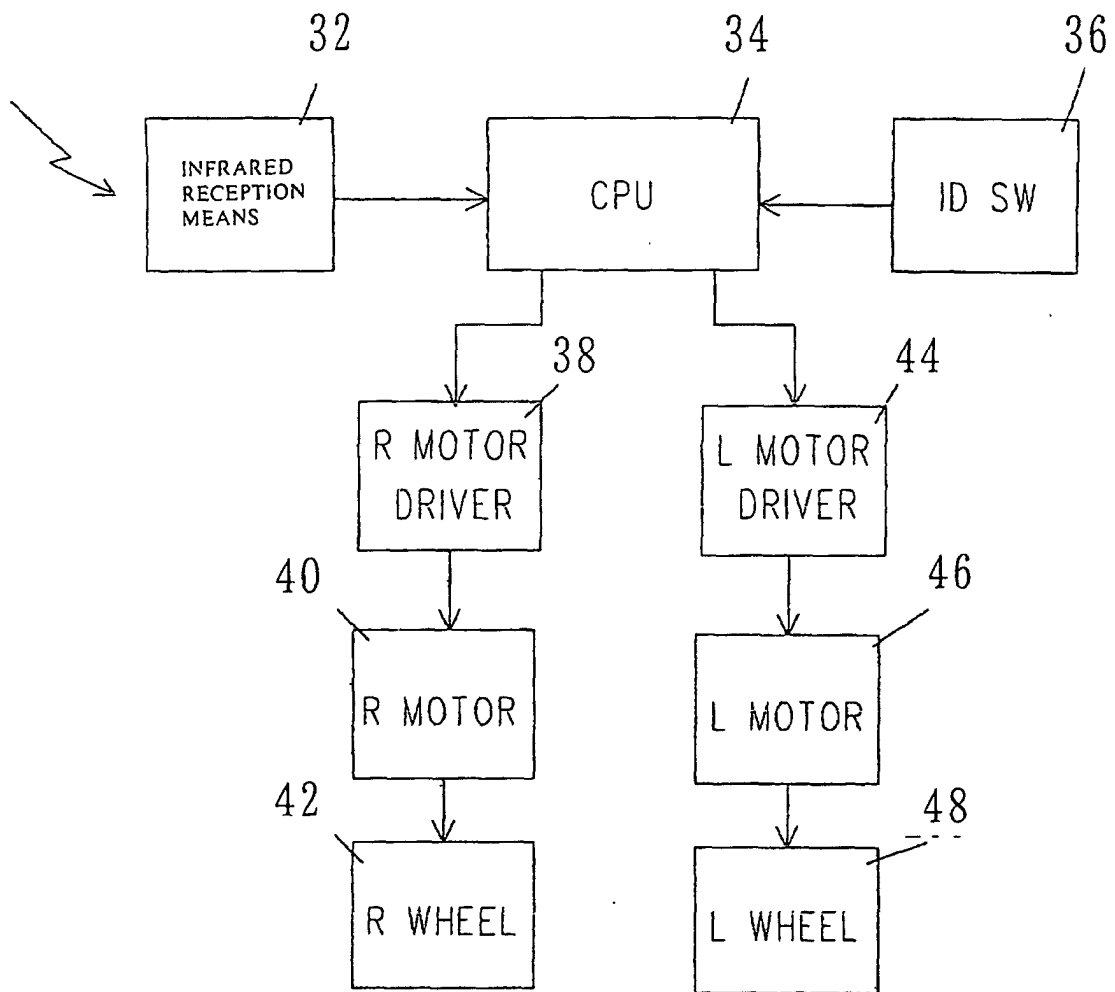 32
34
36
INFRARED
RECEPTION
MEANS
CPU
ID SW
38
44
R MOTOR
DRIVER
L MOTOR
DRIVER
40
46
R MOTOR
L MOTOR
42
48
R WHEEL
L WHEEL